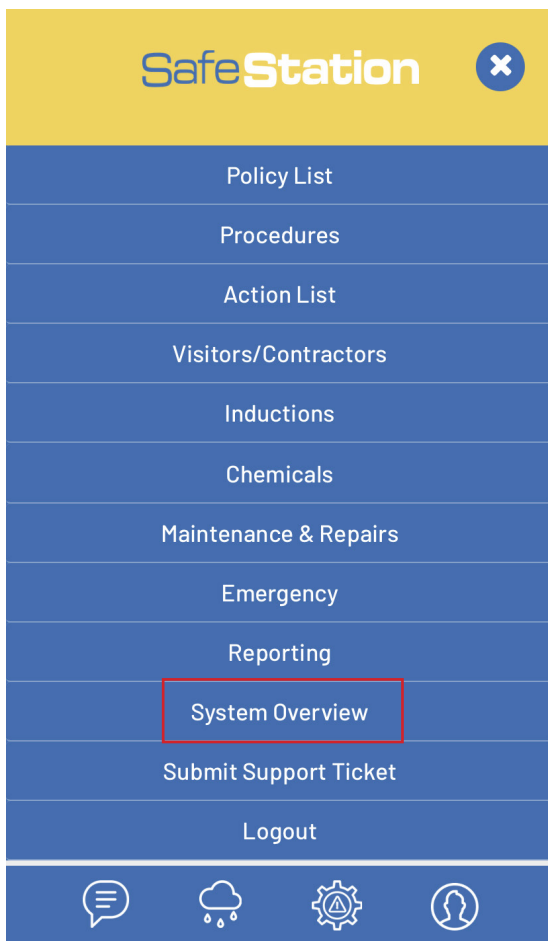 SafeStation
Policy List
Procedures
Action List
Visitors/Contractors
Inductions
Chemicals
Maintenance & Repairs
Emergency
Reporting
System Overview
Submit Support Ticket
Logout